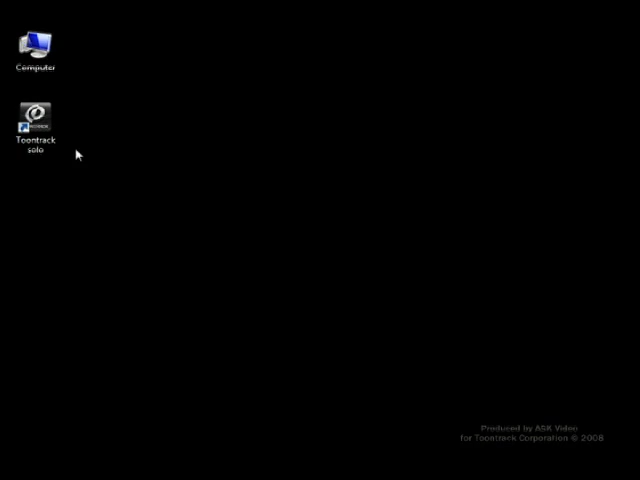 Computer
Toontrack
solo
Produced by ASK Video
for Toontrack Corporation © 2008